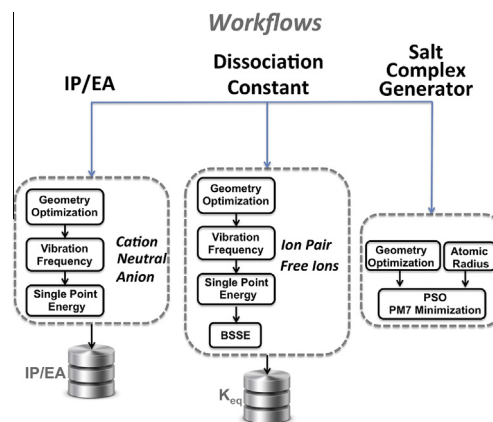 Workflows
IP/EA
Dissociation
Constant
Salt
Complex
Generator
Geometry
Optimization
Vibration
Frequency
Single Point
Energy
Cation
Neutral
Anion
IP/EA
Geometry
Optimization
Vibration
Frequency
Single Point
Energy
BSSE
Ion Pair
Free Ions
Keq
Geometry
Optimization
Atomic
Radius
PSO
PM7 Minimization